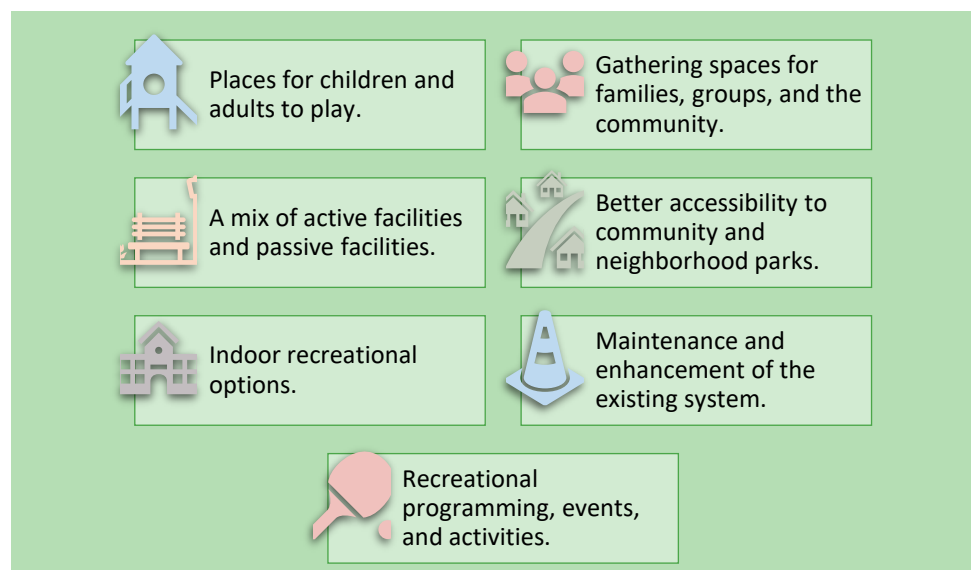 Places for children and
adults to play.
Gathering spaces for
families, groups, and the
community.
A mix of active facilities
and passive facilities.
Better accessibility to
community and
neighborhood parks.
Indoor recreational
options.
Maintenance and
enhancement of the
existing system.
Recreational
programming, events,
and activities.